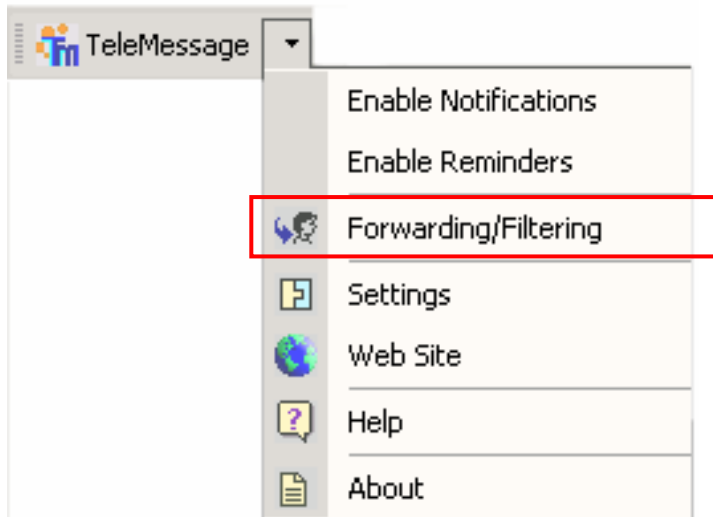 TeleMessage
Enable Notifications
Enable Reminders
Forwarding/Filtering
Settings
Web Site
Help
About